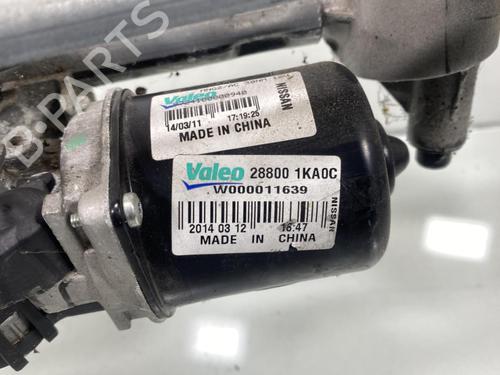 Valeo
NISSAN
14/03/11 17:19:25
MADE IN CHINA
Valeo 28800 1KA0C
W000011639
NISSAN
2014 03 12 16:47
MADE IN CHINA
B-PARTS